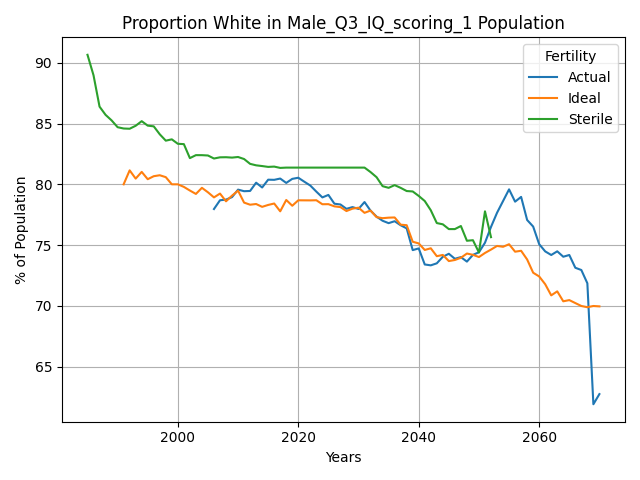 Proportion White in Male_Q3_IQ_scoring_1 Population
Fertility
Actual
Ideal
Sterile
% of Population
90
85
80
75
70
65
2000
2020
2040
2060
Years